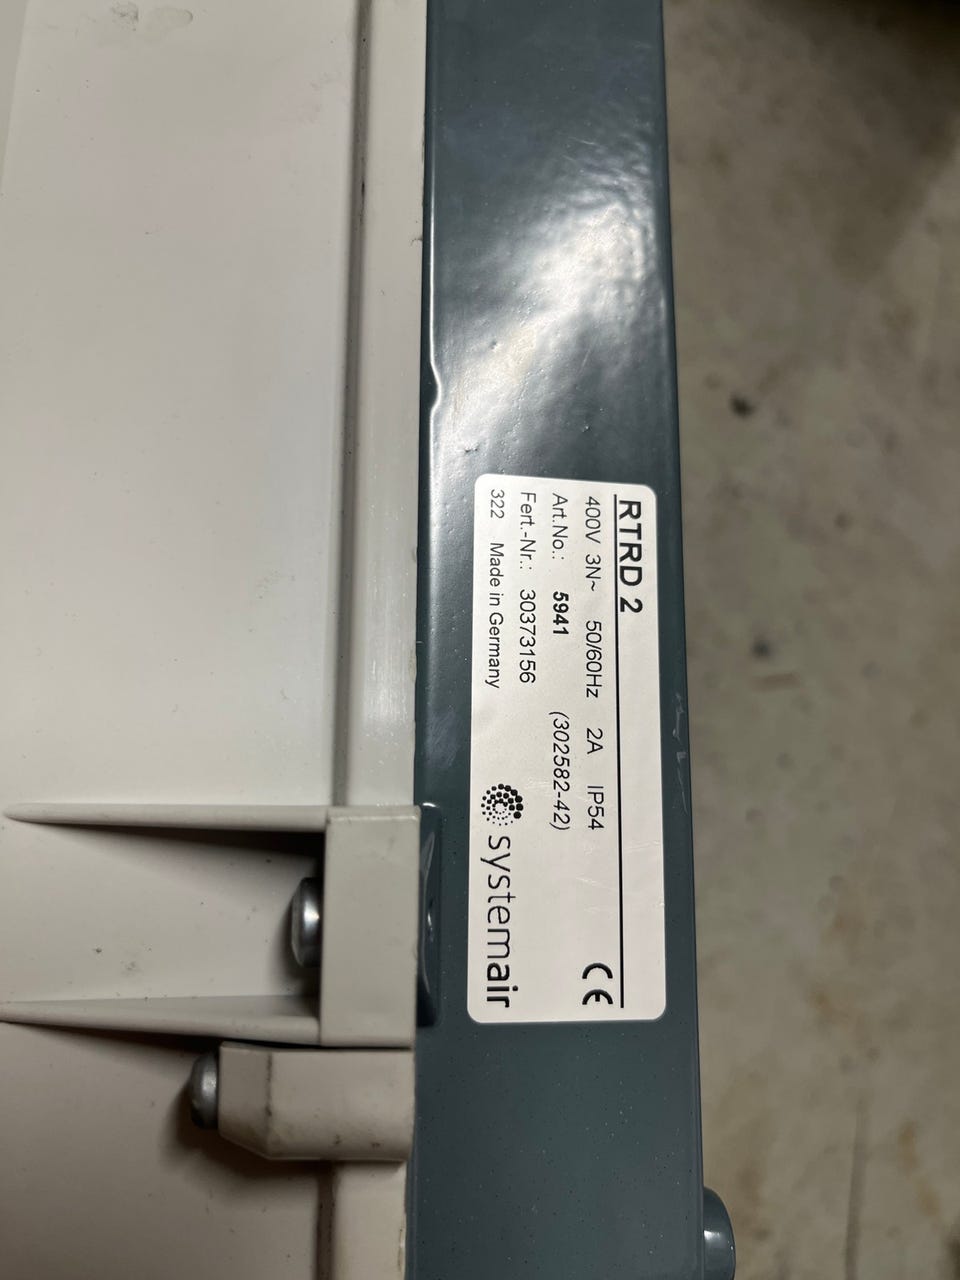 RTRD 2
400V 3N~ 50/60Hz 2A IP54 CE
Art.No.: 5941 (302582-42)
Fert.-Nr.: 30373156
322 Made in Germany systemair